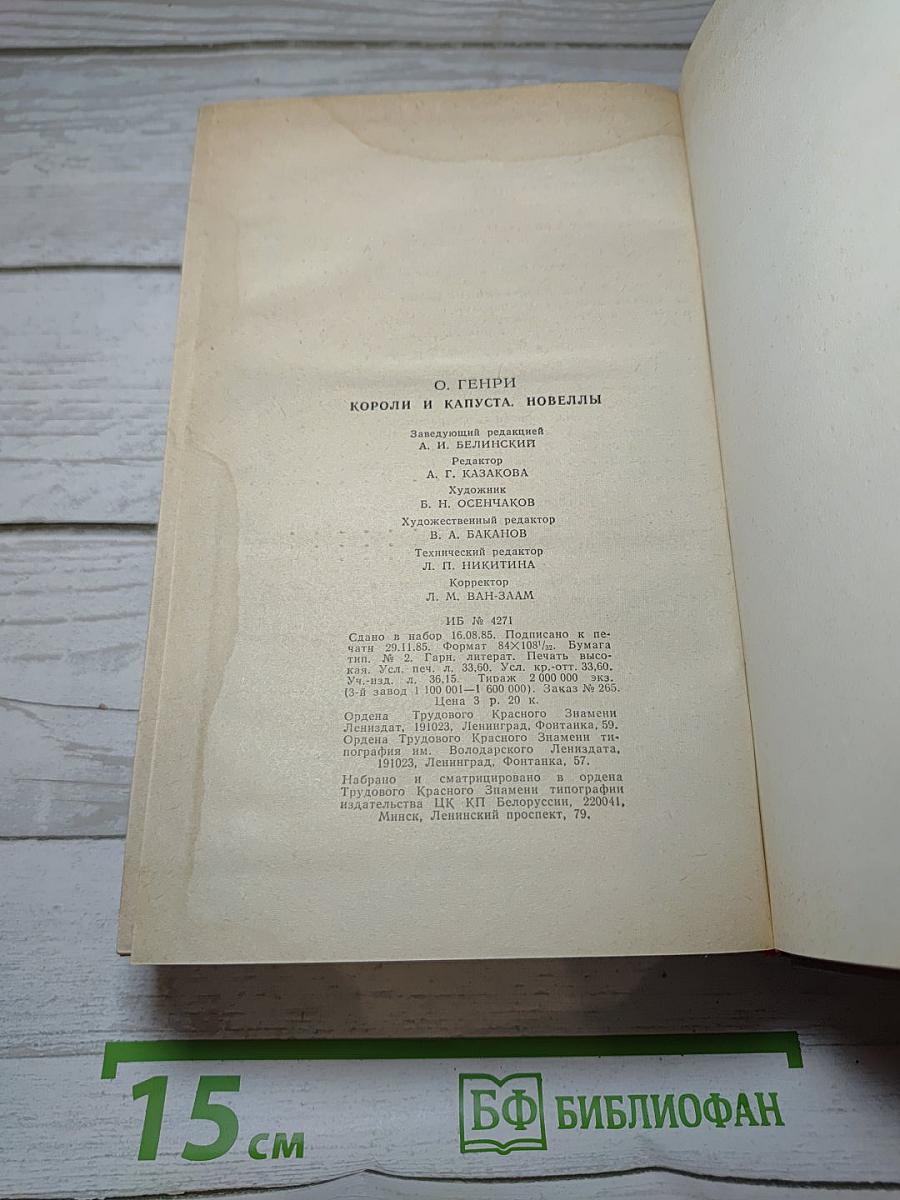 О. ГЕНРИ
КОРОЛИ И КАПУСТА. НОВЕЛЛЫ
Заведующий редакцией
А. И. БЕЛИНСКИЙ
Редактор
А. Г. КАЗАКОВА
Художник
Б. Н. ОСЕНЧАКОВ
Художественный редактор
В. А. БАКАНОВ
Технический редактор
Л. П. НИКИТИНА
Корректор
Л. М. ВАН-ЗААМ
ИБ № 4271
Сдано в набор 16.08.85. Подписано к пе-
чати 29.11.85. Формат 84×108¹/₃₂. Бумага
тип. № 2. Гарн. литерат. Печать высо-
кая. Усл. печ. л. 33,60. Усл. кр.-отт. 33,60.
Уч.-изд. л. 36,15. Тираж 2 000 000 экз.
(3-й завод 1 100 001—1 600 000). Заказ № 265.
Цена 3 р. 20 к.
Ордена Трудового Красного Знамени
Лениздат, 191023, Ленинград, Фонтанка, 59.
Ордена Трудового Красного Знамени ти-
пография им. Володарского Лениздата,
191023, Ленинград, Фонтанка, 57.
Набрано и сматрицировано в ордена
Трудового Красного Знамени типографии
издательства ЦК КП Белоруссии, 220041,
Минск, Ленинский проспект, 79.
15 см
БФ БИБЛИОФАН